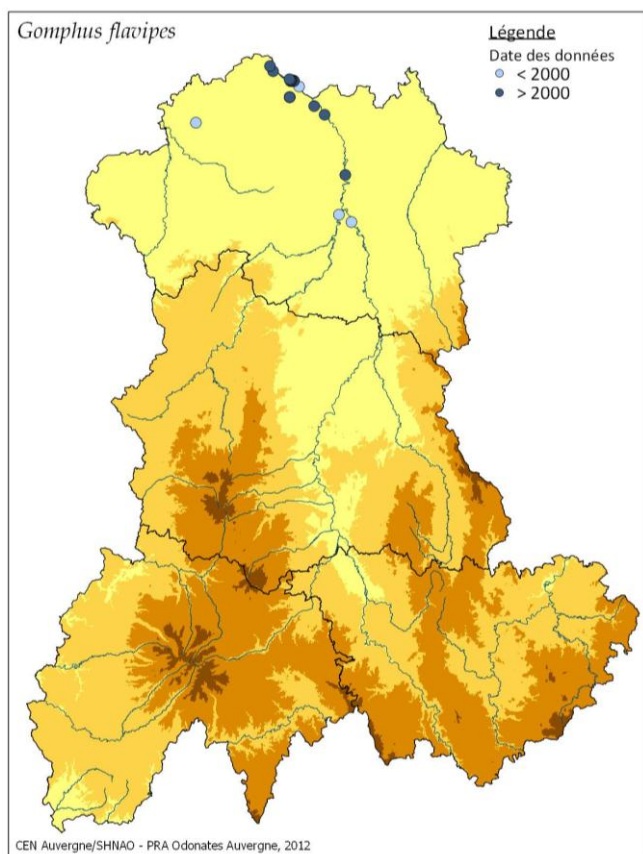 Gomphus flavipes
Légende
Date des données
< 2000
> 2000
CEN Auvergne/SHNAO - PRA Odonates Auvergne, 2012